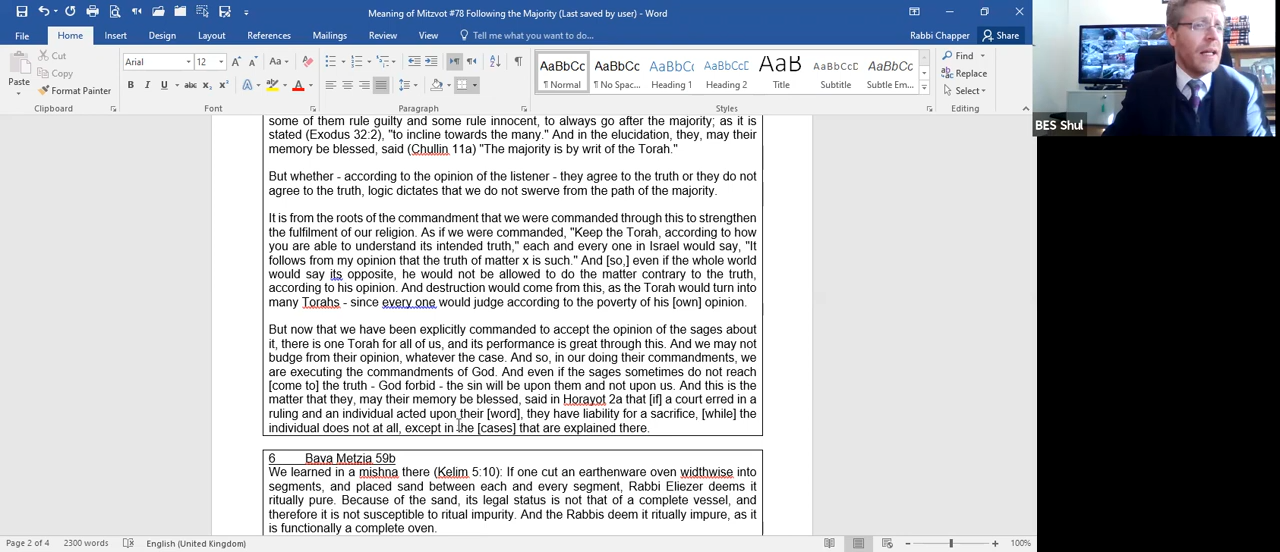 Meaning of Mitzvot #78 Following the Majority (Last saved by user) - Word
File Home Insert Design Layout References Mailings Review View Tell me what you want to do... Rabbi Chapper Share
Paste
Cut
Copy
Format Painter
Clipboard
Arial 12
Font
Paragraph
AaBbCc AaBbCc AaBbCc AaBbCc AaB AaBbCc AaBbCc
¶ Normal ¶ No Spac... Heading 1 Heading 2 Title Subtitle Subtle Em...
Styles
Find
Replace
Select
Editing
BES Shul
some of them rule guilty and some rule innocent, to always go after the majority; as it is
stated (Exodus 32:2), "to incline towards the many." And in the elucidation, they, may their
memory be blessed, said (Chullin 11a) "The majority is by writ of the Torah."
But whether - according to the opinion of the listener - they agree to the truth or they do not
agree to the truth, logic dictates that we do not swerve from the path of the majority.
It is from the roots of the commandment that we were commanded through this to strengthen
the fulfilment of our religion. As if we were commanded, "Keep the Torah, according to how
you are able to understand its intended truth," each and every one in Israel would say, "It
follows from my opinion that the truth of matter x is such." And [so,] even if the whole world
would say its opposite, he would not be allowed to do the matter contrary to the truth,
according to his opinion. And destruction would come from this, as the Torah would turn into
many Torahs - since every one would judge according to the poverty of his [own] opinion.
But now that we have been explicitly commanded to accept the opinion of the sages about
it, there is one Torah for all of us, and its performance is great through this. And we may not
budge from their opinion, whatever the case. And so, in our doing their commandments, we
are executing the commandments of God. And even if the sages sometimes do not reach
[come to] the truth - God forbid - the sin will be upon them and not upon us. And this is the
matter that they, may their memory be blessed, said in Horayot 2a that [if] a court erred in a
ruling and an individual acted upon their [word], they have liability for a sacrifice, [while] the
individual does not at all, except in the [cases] that are explained there.
6 Bava Metzia 59b
We learned in a mishna there (Kelim 5:10): If one cut an earthenware oven widthwise into
segments, and placed sand between each and every segment, Rabbi Eliezer deems it
ritually pure. Because of the sand, its legal status is not that of a complete vessel, and
therefore it is not susceptible to ritual impurity. And the Rabbis deem it ritually impure, as it
is functionally a complete oven.
Page 2 of 4 2300 words English (United Kingdom) 100%